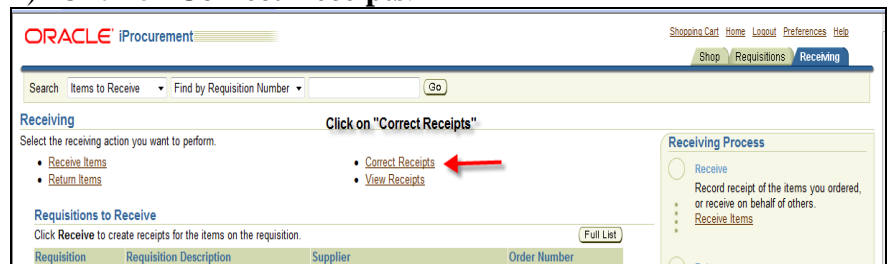 ORACLE iProcurement
Shopping Cart Home Logout Preferences Help
Shop Requisitions Receiving
Search Items to Receive Find by Requisition Number Go
Receiving
Click on "Correct Receipts"
Select the receiving action you want to perform.
• Receive Items
• Return Items
• Correct Receipts
• View Receipts
Requisitions to Receive
Click Receive to create receipts for the items on the requisition. Full List
Requisition Requisition Description Supplier Order Number
Receiving Process
Receive
Record receipt of the items you ordered,
or receive on behalf of others.
Receive Items